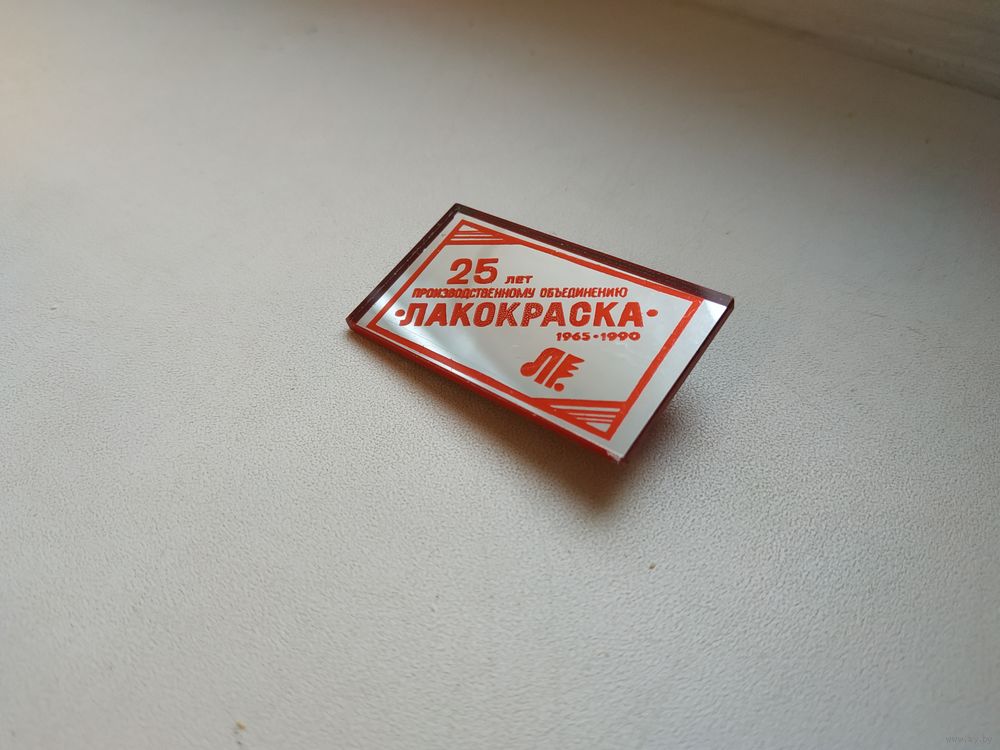 25 ЛЕТ
ПРОИЗВОДСТВЕННОМУ ОБЪЕДИНЕНИЮ
·ЛАКОКРАСКА·
1965·1990
ЛК